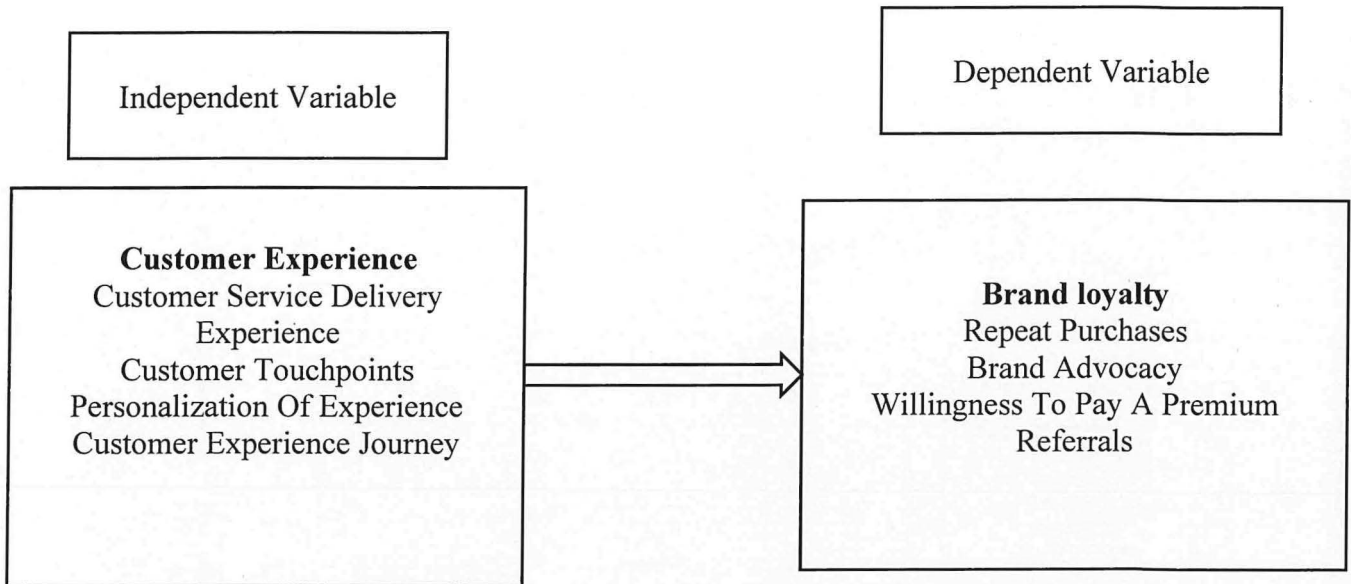 Independent Variable
Dependent Variable
Customer Experience
Customer Service Delivery
Experience
Customer Touchpoints
Personalization Of Experience
Customer Experience Journey
Brand loyalty
Repeat Purchases
Brand Advocacy
Willingness To Pay A Premium
Referrals